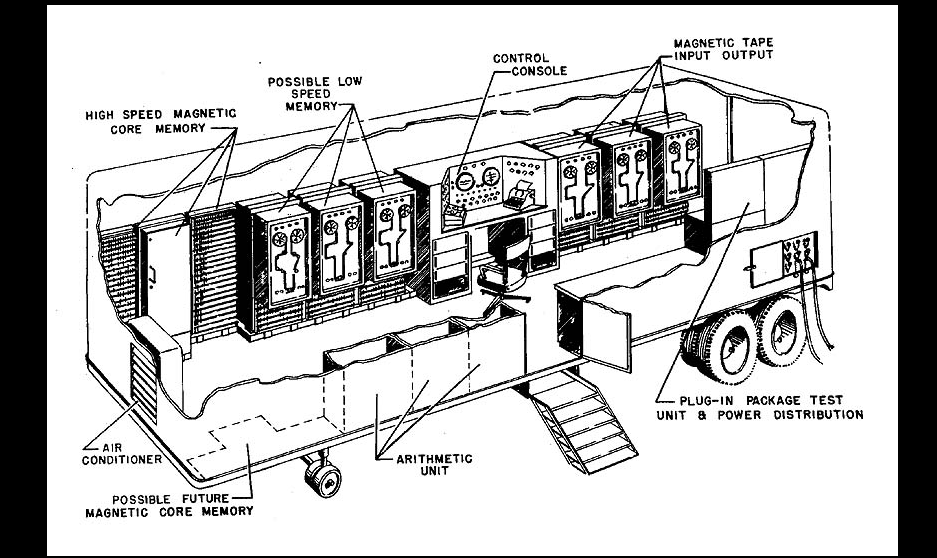 MAGNETIC TAPE
INPUT OUTPUT
CONTROL
CONSOLE
POSSIBLE LOW
SPEED
MEMORY
HIGH SPEED MAGNETIC
CORE MEMORY
PLUG-IN PACKAGE TEST
UNIT & POWER DISTRIBUTION
AIR
CONDITIONER
ARITHMETIC
UNIT
POSSIBLE FUTURE
MAGNETIC CORE MEMORY